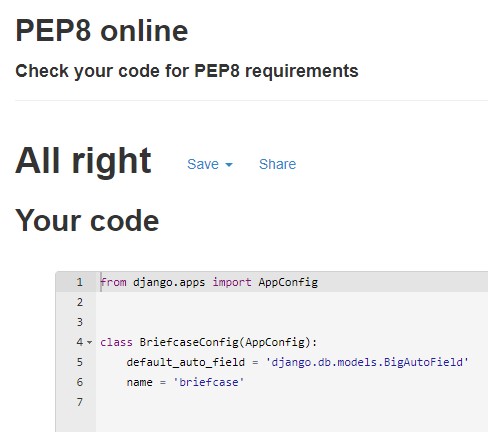 PEP8 online
Check your code for PEP8 requirements
All right Save Share
Your code
1 from django.apps import AppConfig
2
3
4 class BriefcaseConfig(AppConfig):
5     default_auto_field = 'django.db.models.BigAutoField'
6     name = 'briefcase'
7